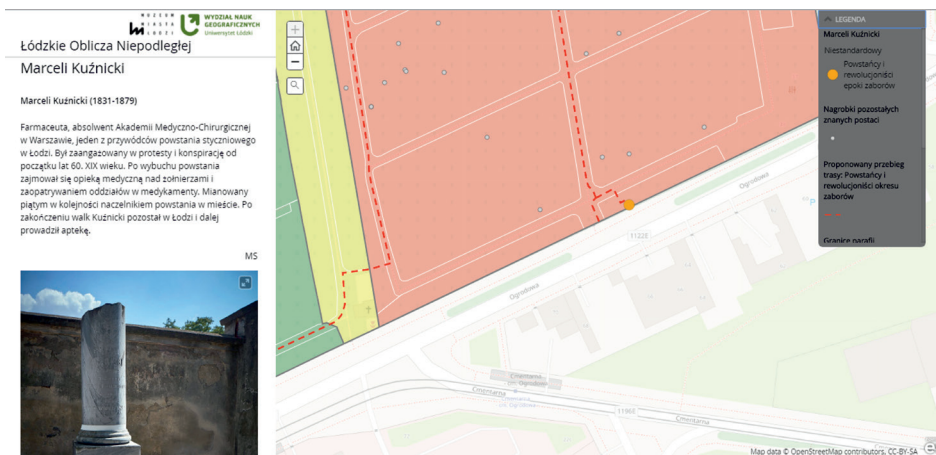 MUZEUM
MIASTA
ŁODZI
WYDZIAŁ NAUK
GEOGRAFICZNYCH
Uniwersytet Łódzki
Łódzkie Oblicza Niepodległej
Marceli Kuźnicki
Marceli Kuźnicki (1831-1879)
Farmaceuta, absolwent Akademii Medyczno-Chirurgicznej
w Warszawie, jeden z przywódców powstania styczniowego
w Łodzi. Był zaangażowany w protesty i konspirację od
początku lat 60. XIX wieku. Po wybuchu powstania
zajmował się opieką medyczną nad żołnierzami i
zaopatrywaniem oddziałów w medykamenty. Mianowany
piątym w kolejności naczelnikiem powstania w mieście. Po
zakończeniu walk Kuźnicki pozostał w Łodzi i dalej
prowadził aptekę.
MS
LEGENDA
Marceli Kuźnicki
Niestandardowy
Powstańcy i
rewolucjoniści
epoki zaborów
Nagrobki pozostałych
znanych postaci
Proponowany przebieg
trasy: Powstańcy i
rewolucjoniści okresu
zaborów
Granice parafii
Ogrodowa
P
11228
Ogrodowa
Cmentarna
Cmentarna
11965
Cmentarna
Map data © OpenStreetMap contributors, CC-BY-SA